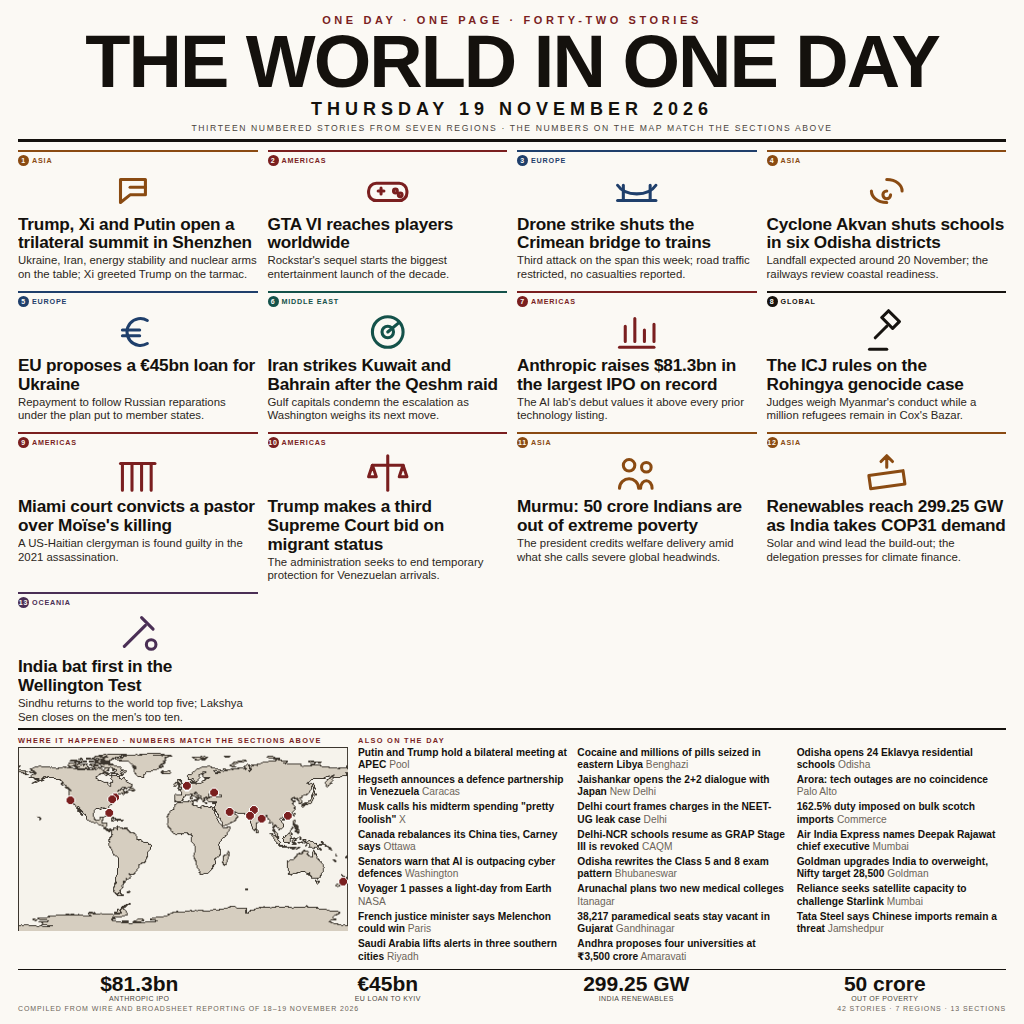 ONE DAY · ONE PAGE · FORTY-TWO STORIES
THE WORLD IN ONE DAY
THURSDAY 19 NOVEMBER 2026
THIRTEEN NUMBERED STORIES FROM SEVEN REGIONS · THE NUMBERS ON THE MAP MATCH THE SECTIONS ABOVE
1 ASIA
Trump, Xi and Putin open a
trilateral summit in Shenzhen
Ukraine, Iran, energy stability and nuclear arms
on the table; Xi greeted Trump on the tarmac.
2 AMERICAS
GTA VI reaches players
worldwide
Rockstar's sequel starts the biggest
entertainment launch of the decade.
3 EUROPE
Drone strike shuts the
Crimean bridge to trains
Third attack on the span this week; road traffic
restricted, no casualties reported.
4 ASIA
Cyclone Akvan shuts schools
in six Odisha districts
Landfall expected around 20 November; the
railways review coastal readiness.
5 EUROPE
EU proposes a €45bn loan for
Ukraine
Repayment to follow Russian reparations
under the plan put to member states.
6 MIDDLE EAST
Iran strikes Kuwait and
Bahrain after the Qeshm raid
Gulf capitals condemn the escalation as
Washington weighs its next move.
7 AMERICAS
Anthropic raises $81.3bn in
the largest IPO on record
The AI lab's debut values it above every prior
technology listing.
8 GLOBAL
The ICJ rules on the
Rohingya genocide case
Judges weigh Myanmar's conduct while a
million refugees remain in Cox's Bazar.
9 AMERICAS
Miami court convicts a pastor
over Moïse's killing
A US-Haitian clergyman is found guilty in the
2021 assassination.
10 AMERICAS
Trump makes a third
Supreme Court bid on
migrant status
The administration seeks to end temporary
protection for Venezuelan arrivals.
11 ASIA
Murmu: 50 crore Indians are
out of extreme poverty
The president credits welfare delivery amid
what she calls severe global headwinds.
12 ASIA
Renewables reach 299.25 GW
as India takes COP31 demand
Solar and wind lead the build-out; the
delegation presses for climate finance.
13 OCEANIA
India bat first in the
Wellington Test
Sindhu returns to the world top five; Lakshya
Sen closes on the men's top ten.
WHERE IT HAPPENED · NUMBERS MATCH THE SECTIONS ABOVE
ALSO ON THE DAY
Putin and Trump hold a bilateral meeting at
APEC Pool
Hegseth announces a defence partnership
in Venezuela Caracas
Musk calls his midterm spending "pretty
foolish" X
Canada rebalances its China ties, Carney
says Ottawa
Senators warn that AI is outpacing cyber
defences Washington
Voyager 1 passes a light-day from Earth
NASA
French justice minister says Melenchon
could win Paris
Saudi Arabia lifts alerts in three southern
cities Riyadh
Cocaine and millions of pills seized in
eastern Libya Benghazi
Jaishankar opens the 2+2 dialogue with
Japan New Delhi
Delhi court frames charges in the NEET-
UG leak case Delhi
Delhi-NCR schools resume as GRAP Stage
III is revoked CAQM
Odisha rewrites the Class 5 and 8 exam
pattern Bhubaneswar
Arunachal plans two new medical colleges
Itanagar
38,217 paramedical seats stay vacant in
Gujarat Gandhinagar
Andhra proposes four universities at
₹3,500 crore Amaravati
Odisha opens 24 Eklavya residential
schools Odisha
Arora: tech outages are no coincidence
Palo Alto
162.5% duty imposed on bulk scotch
imports Commerce
Air India Express names Deepak Rajawat
chief executive Mumbai
Goldman upgrades India to overweight,
Nifty target 28,500 Goldman
Reliance seeks satellite capacity to
challenge Starlink Mumbai
Tata Steel says Chinese imports remain a
threat Jamshedpur
$81.3bn
ANTHROPIC IPO
€45bn
EU LOAN TO KYIV
299.25 GW
INDIA RENEWABLES
50 crore
OUT OF POVERTY
COMPILED FROM WIRE AND BROADSHEET REPORTING OF 18–19 NOVEMBER 2026
42 STORIES · 7 REGIONS · 13 SECTIONS